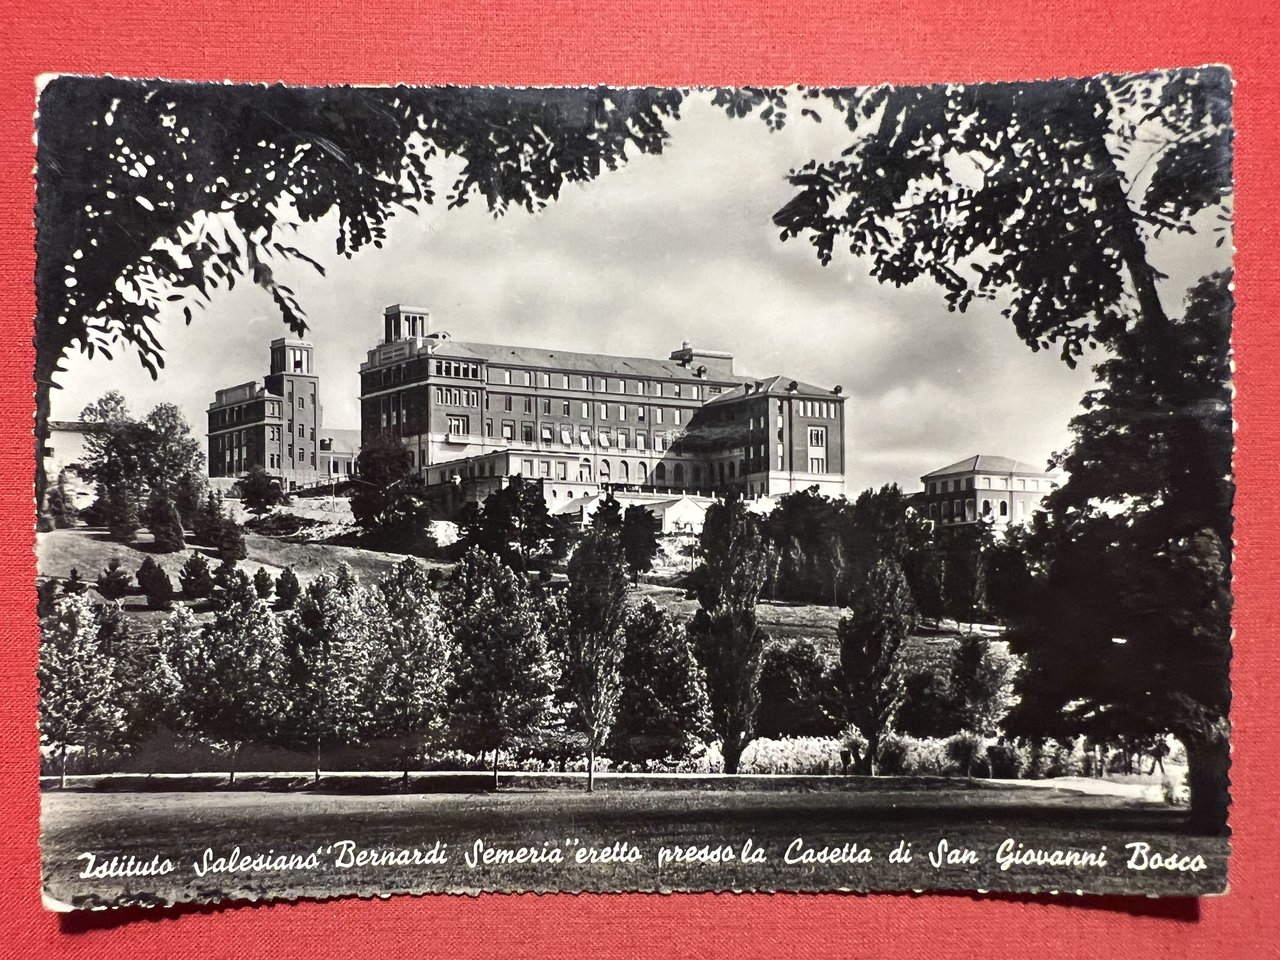 Istituto Salesiano "Bernardi Semeria" eretto presso la Casetta di San Giovanni Bosco